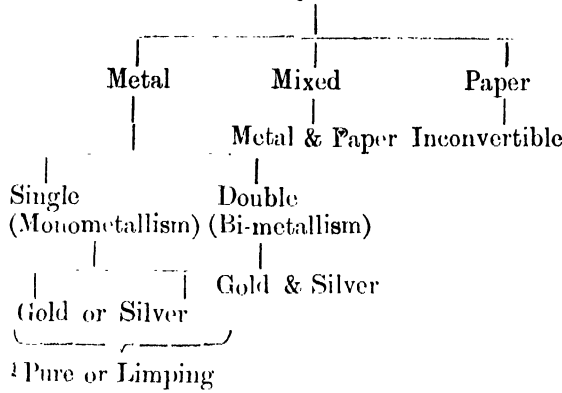 Metal Mixed Paper
Metal & Paper Inconvertible
Single Double
(Monometallism) (Bi-metallism)
Gold & Silver
Gold or Silver
Pure or Limping